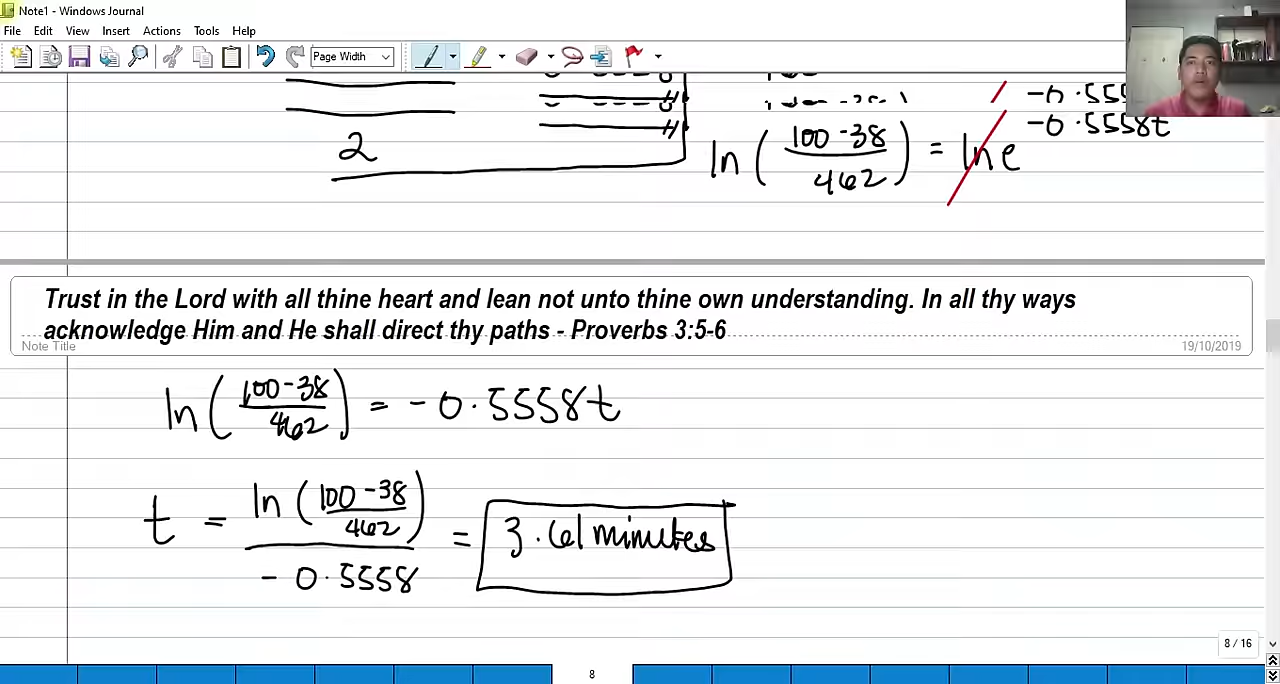 Note1 - Windows Journal
File Edit View Insert Actions Tools Help
Page Width
-0.555
-0.5558t
2
ln(100-38/462) = ln e
Trust in the Lord with all thine heart and lean not unto thine own understanding. In all thy ways
acknowledge Him and He shall direct thy paths - Proverbs 3:5-6
Note Title
19/10/2019
ln(100-38/462) = -0.5558t
t = ln(100-38/462)/-0.5558 = 3.61 minutes
8 / 16
8